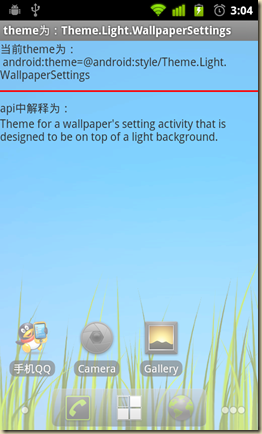 3:04
theme为：Theme.Light.WallpaperSettings
当前theme为：
android:theme=@android:style/Theme.Light.
WallpaperSettings
api中解释为：
Theme for a wallpaper's setting activity that is
designed to be on top of a light background.
手机QQ Camera Gallery